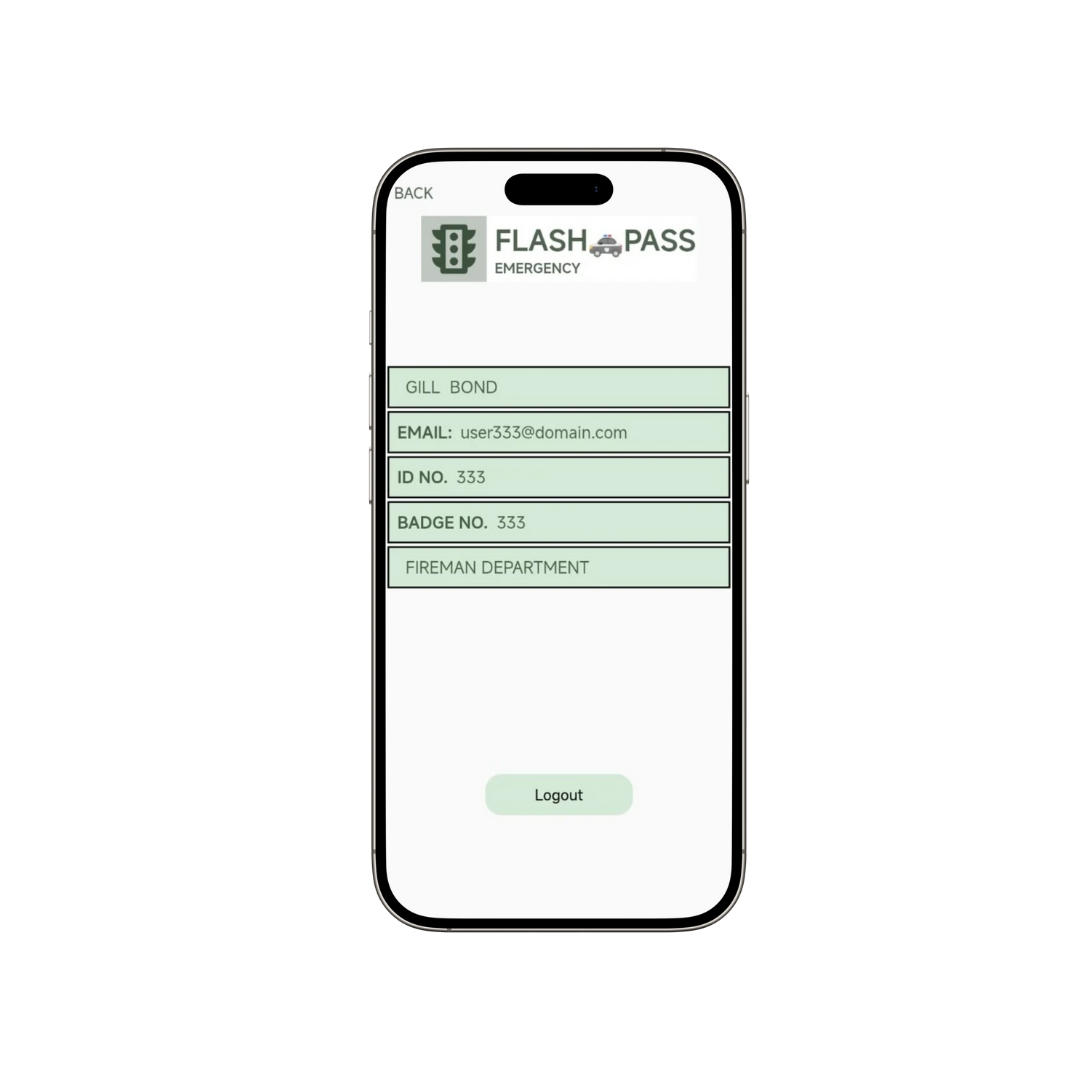 BACK
FLASH PASS
EMERGENCY
GILL BOND
EMAIL: user333@domain.com
ID NO. 333
BADGE NO. 333
FIREMAN DEPARTMENT
Logout